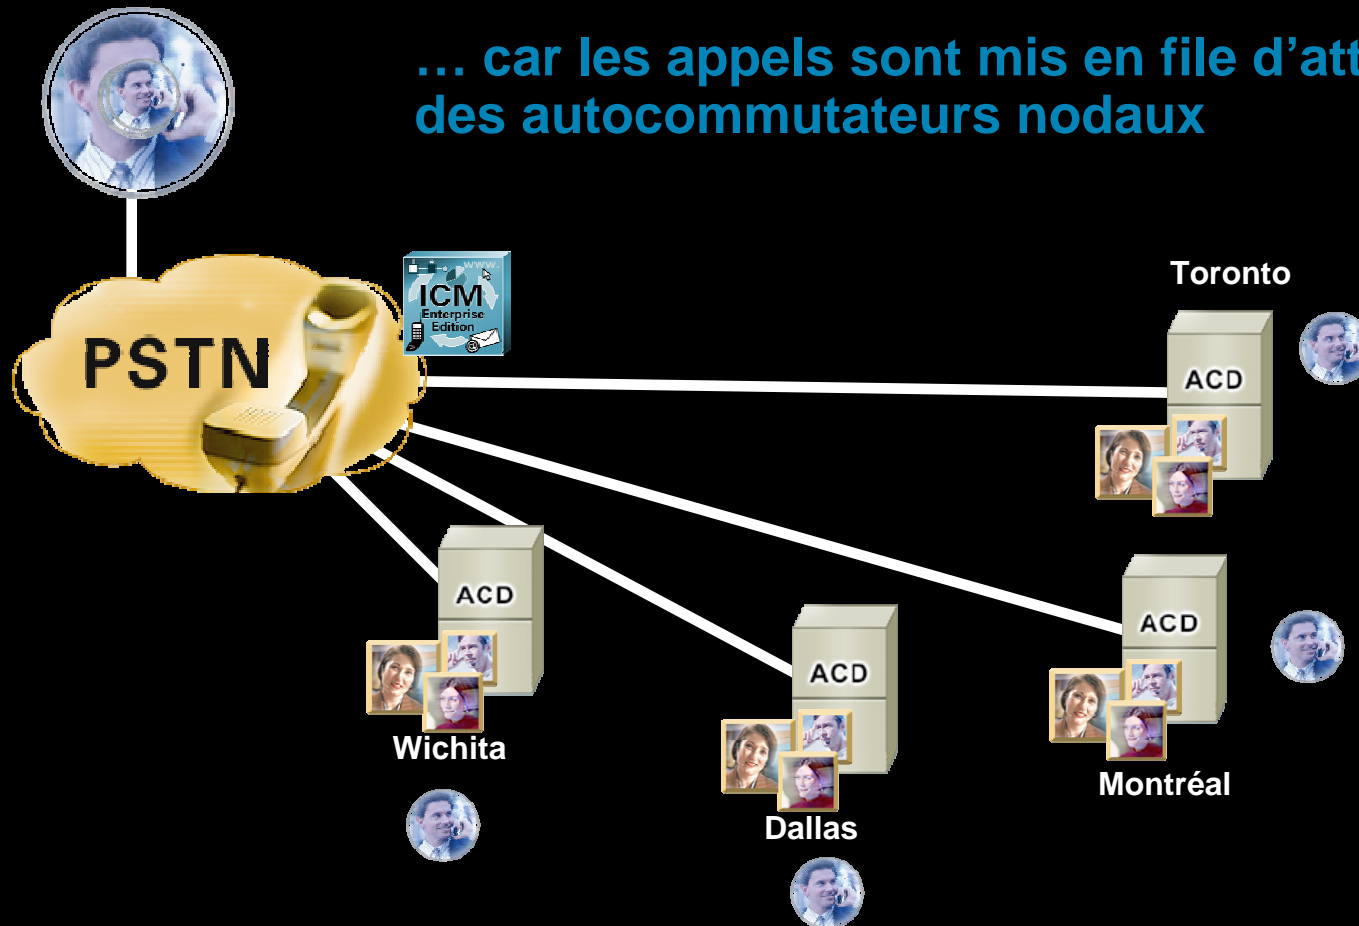 … car les appels sont mis en file d’att
des autocommutateurs nodaux
www.
ICM
Enterprise
Edition
Toronto
PSTN
ACD
ACD
ACD
ACD
Wichita
Montréal
Dallas